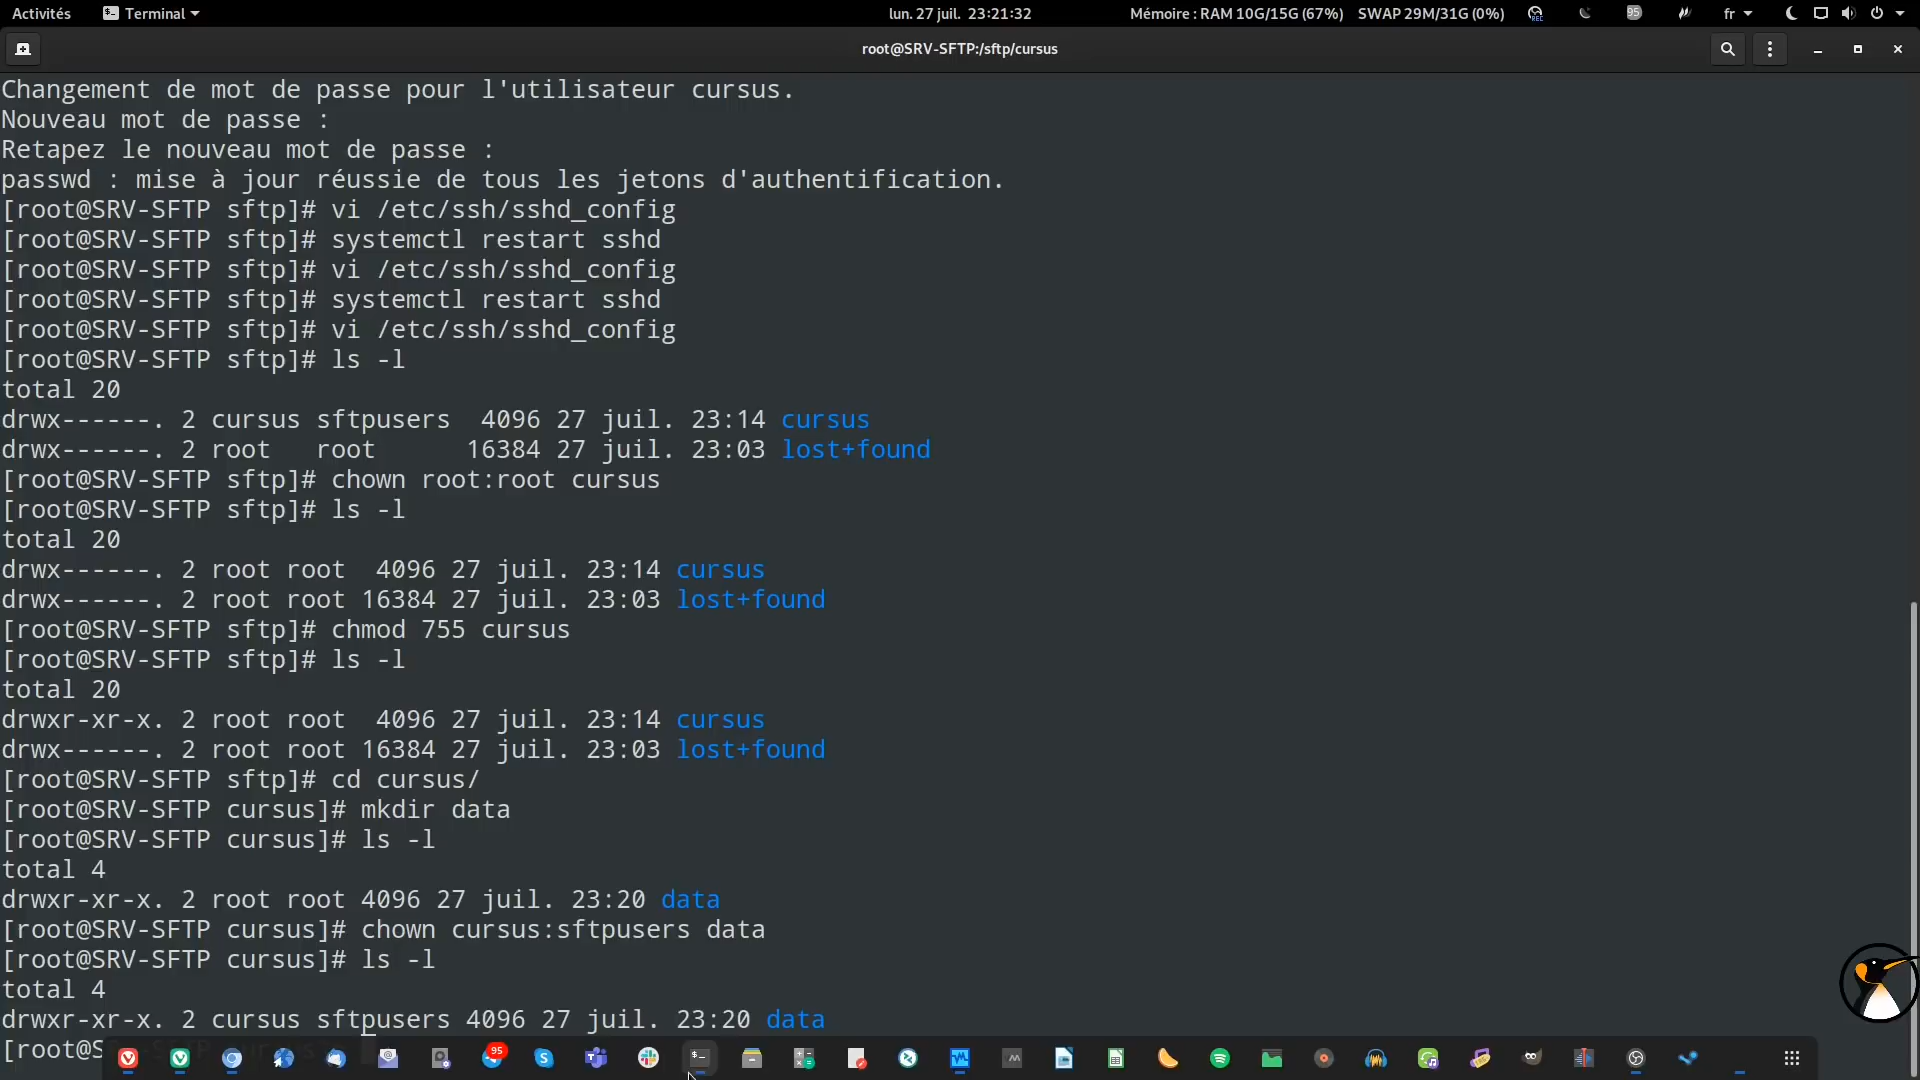 Activités
Terminal
lun. 27 juil. 23:21:32
Mémoire : RAM 10G/15G (67%) SWAP 29M/31G (0%)
REC
95
fr
root@SRV-SFTP:/sftp/cursus
Changement de mot de passe pour l'utilisateur cursus.
Nouveau mot de passe :
Retapez le nouveau mot de passe :
passwd : mise à jour réussie de tous les jetons d'authentification.
[root@SRV-SFTP sftp]# vi /etc/ssh/sshd_config
[root@SRV-SFTP sftp]# systemctl restart sshd
[root@SRV-SFTP sftp]# vi /etc/ssh/sshd_config
[root@SRV-SFTP sftp]# systemctl restart sshd
[root@SRV-SFTP sftp]# vi /etc/ssh/sshd_config
[root@SRV-SFTP sftp]# ls -l
total 20
drwx------. 2 cursus sftpusers  4096 27 juil. 23:14 cursus
drwx------. 2 root   root      16384 27 juil. 23:03 lost+found
[root@SRV-SFTP sftp]# chown root:root cursus
[root@SRV-SFTP sftp]# ls -l
total 20
drwx------. 2 root root  4096 27 juil. 23:14 cursus
drwx------. 2 root root 16384 27 juil. 23:03 lost+found
[root@SRV-SFTP sftp]# chmod 755 cursus
[root@SRV-SFTP sftp]# ls -l
total 20
drwxr-xr-x. 2 root root  4096 27 juil. 23:14 cursus
drwx------. 2 root root 16384 27 juil. 23:03 lost+found
[root@SRV-SFTP sftp]# cd cursus/
[root@SRV-SFTP cursus]# mkdir data
[root@SRV-SFTP cursus]# ls -l
total 4
drwxr-xr-x. 2 root root 4096 27 juil. 23:20 data
[root@SRV-SFTP cursus]# chown cursus:sftpusers data
[root@SRV-SFTP cursus]# ls -l
total 4
drwxr-xr-x. 2 cursus sftpusers 4096 27 juil. 23:20 data
[root@S
95